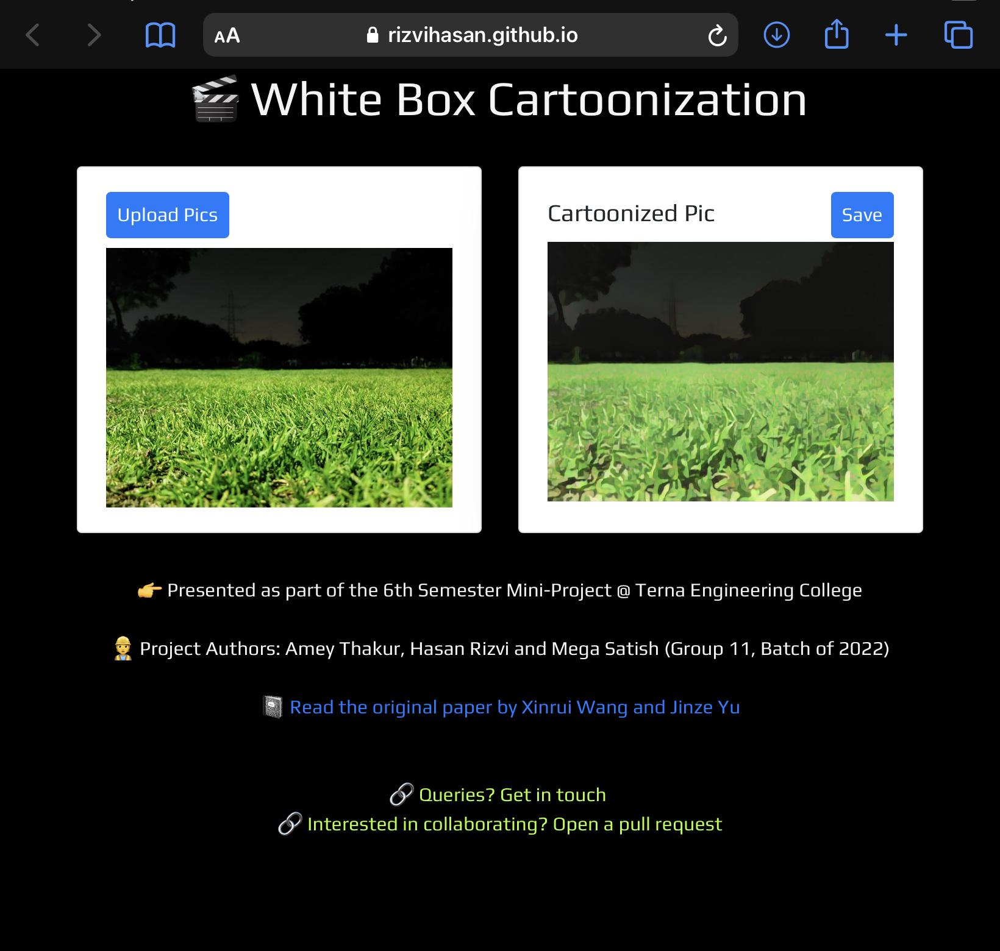 AA
rizvihasan.github.io
White Box Cartoonization
Upload Pics
Cartoonized Pic
Save
Presented as part of the 6th Semester Mini-Project @ Terna Engineering College
Project Authors: Amey Thakur, Hasan Rizvi and Mega Satish (Group 11, Batch of 2022)
Read the original paper by Xinrui Wang and Jinze Yu
Queries? Get in touch
Interested in collaborating? Open a pull request